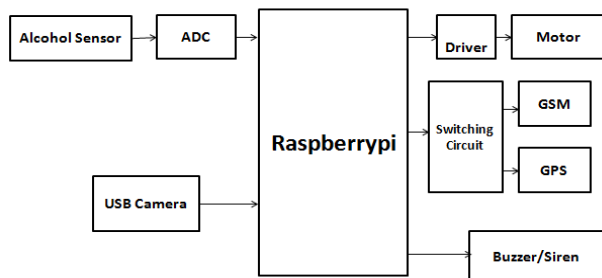 Alcohol Sensor
ADC
Raspberrypi
Driver
Motor
Switching
Circuit
GSM
GPS
USB Camera
Buzzer/Siren